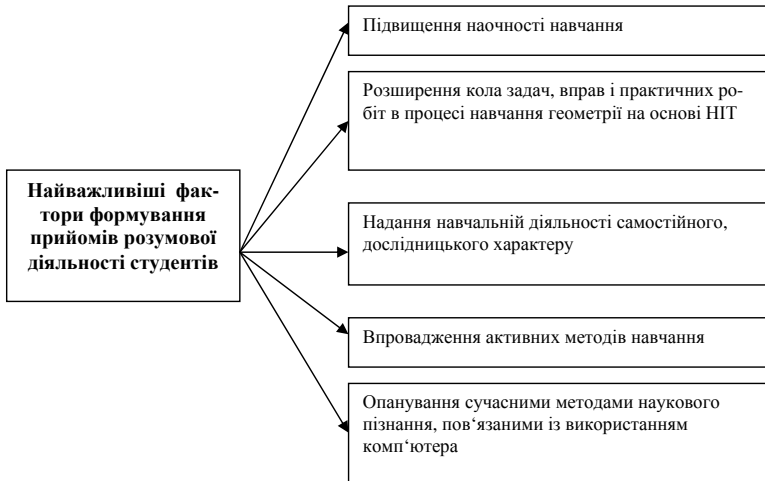 Підвищення наочності навчання
Розширення кола задач, вправ і практичних ро-
біт в процесі навчання геометрії на основі НІТ
Найважливіші фак-
тори формування
прийомів розумової
діяльності студентів
Надання навчальній діяльності самостійного,
дослідницького характеру
Впровадження активних методів навчання
Опанування сучасними методами наукового
пізнання, пов‘язаними із використанням
комп‘ютера